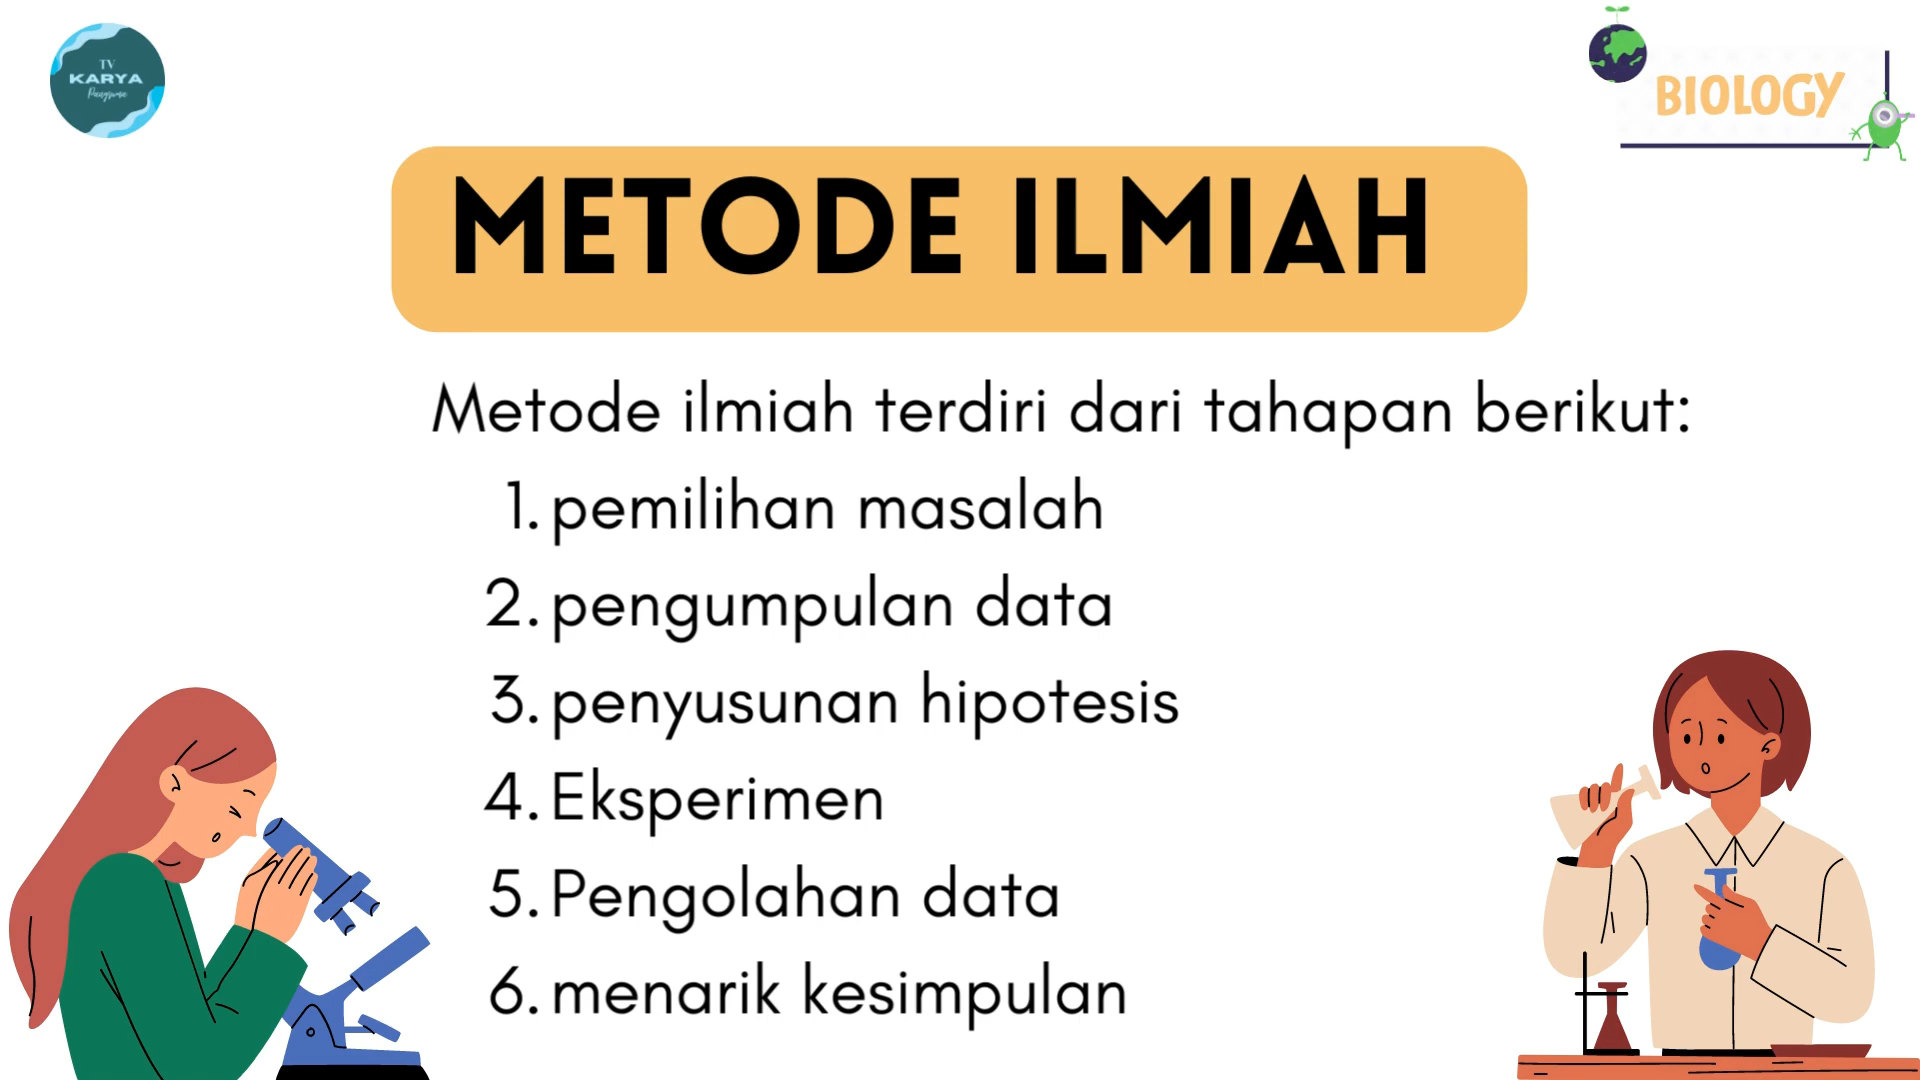 TV
KARYA
BIOLOGY
METODE ILMIAH
Metode ilmiah terdiri dari tahapan berikut:
1. pemilihan masalah
2. pengumpulan data
3. penyusunan hipotesis
4. Eksperimen
5. Pengolahan data
6. menarik kesimpulan